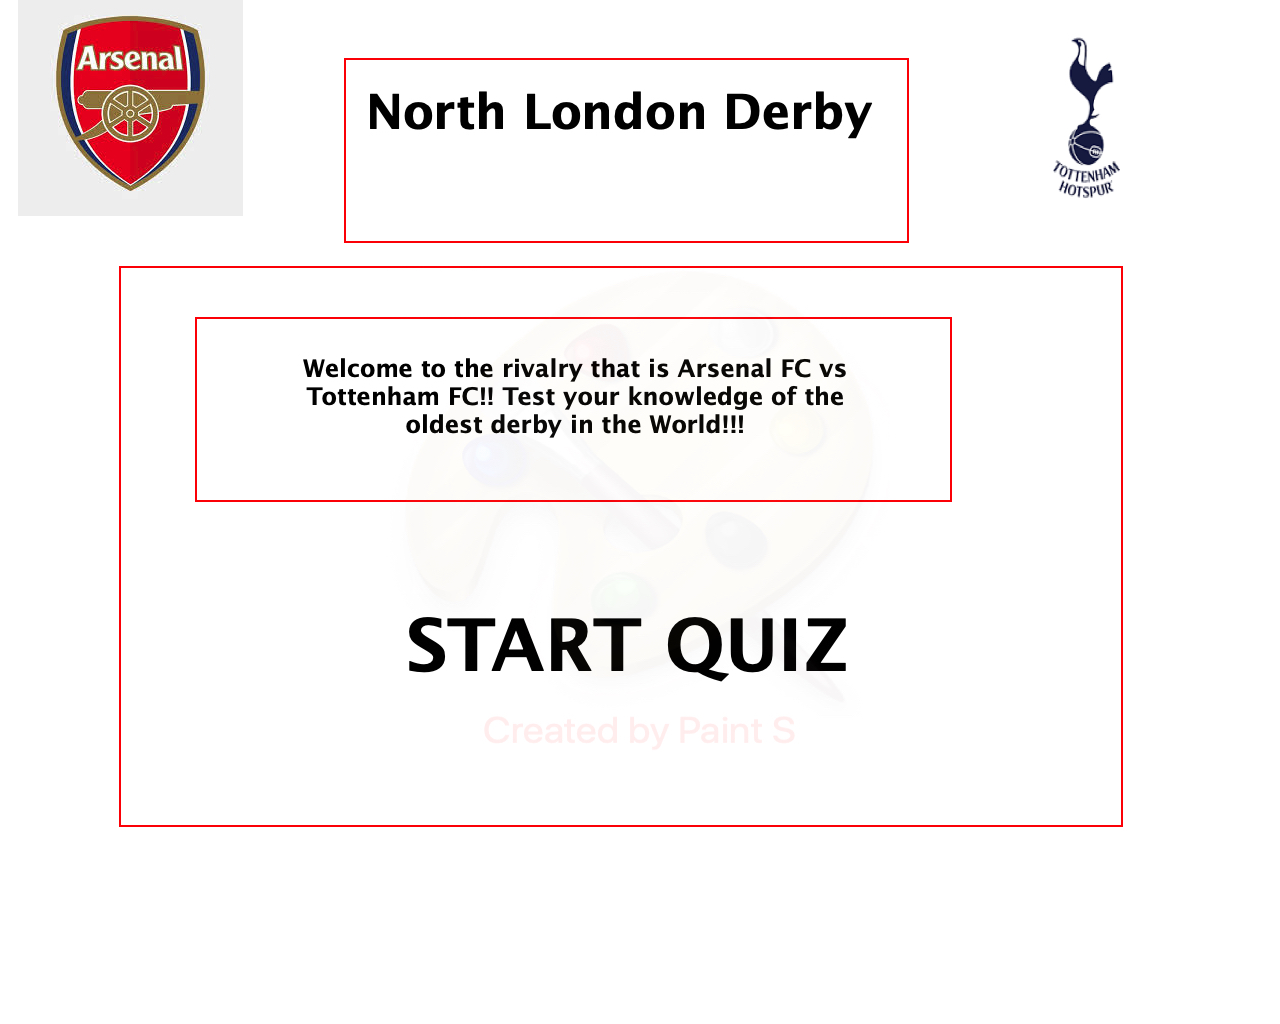 Arsenal
North London Derby
TOTTENHAM
HOTSPUR
Welcome to the rivalry that is Arsenal FC vs
Tottenham FC!! Test your knowledge of the
oldest derby in the World!!!
START QUIZ
Created by Paint S